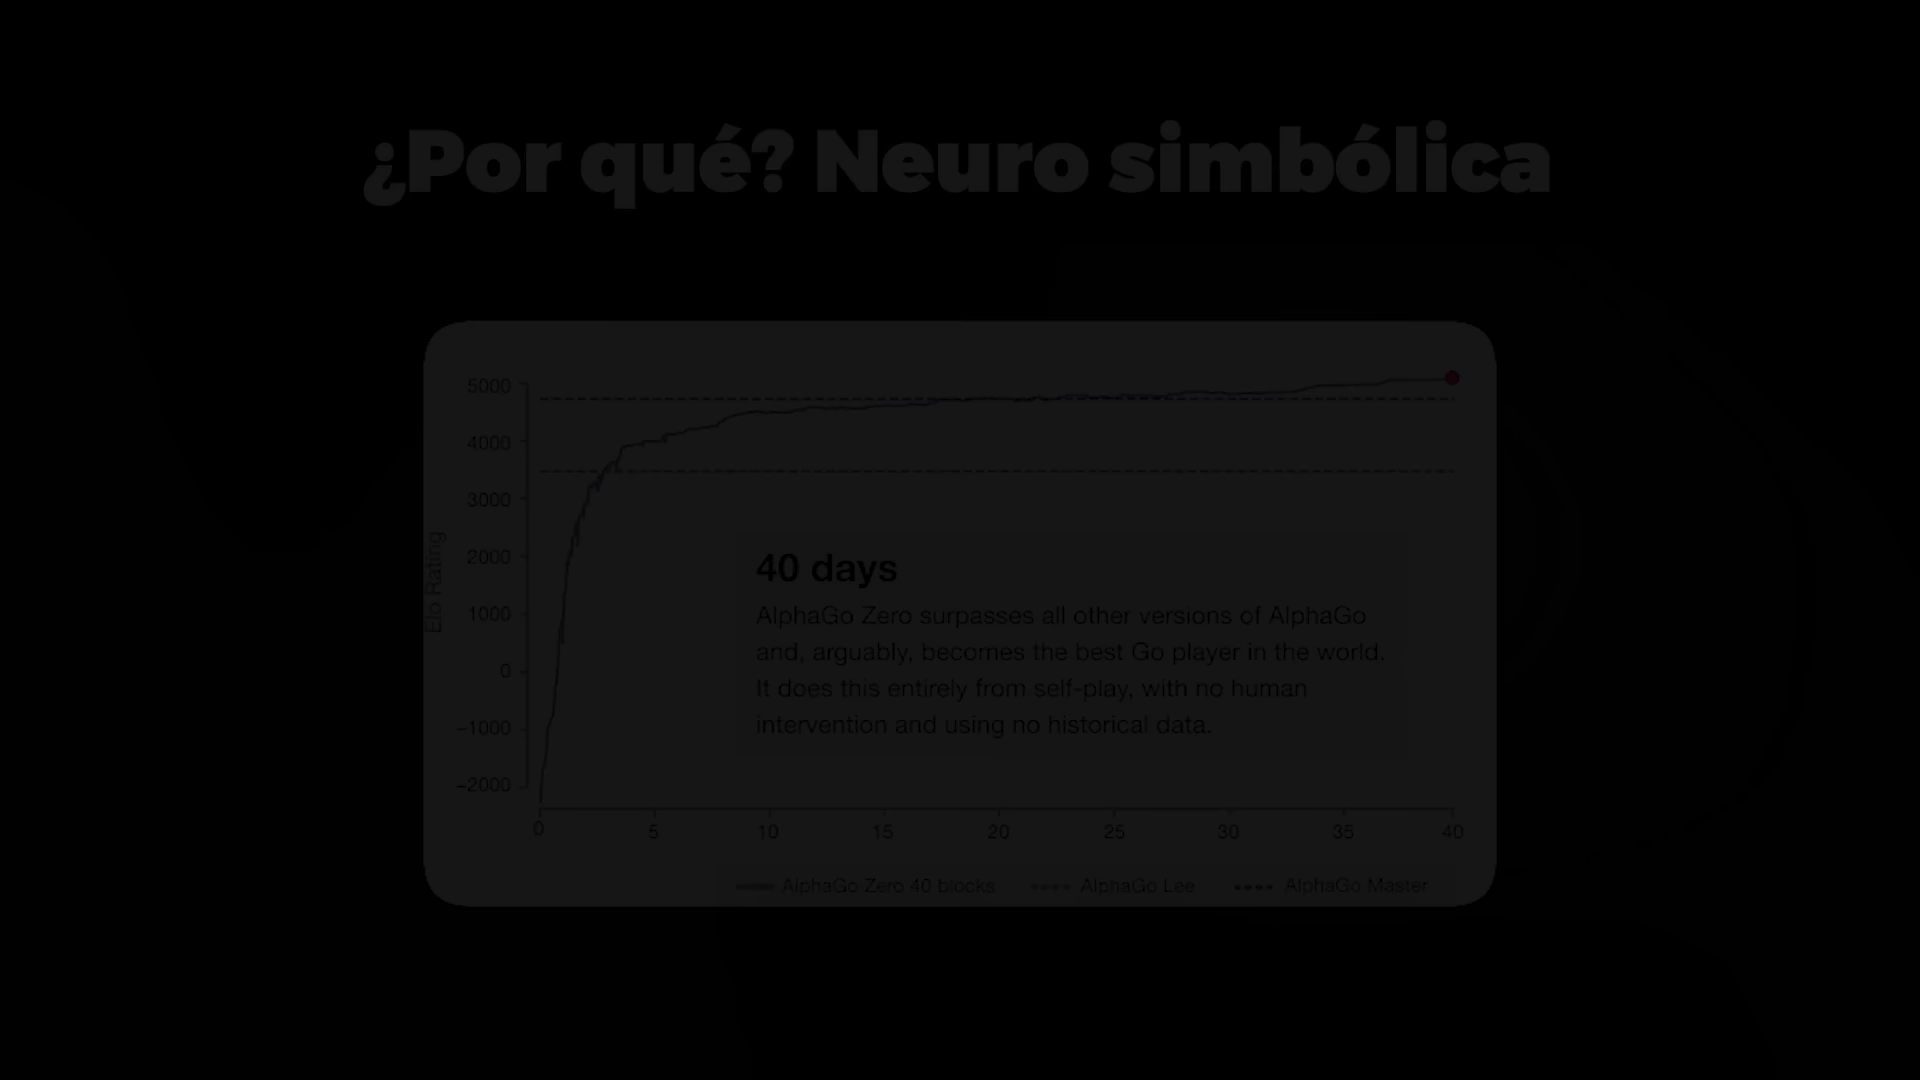 ¿Por qué? Neuro simbólica
5000
4000
3000
2000
1000
0
−1000
−2000
Elo Rating
40 days
AlphaGo Zero surpasses all other versions of AlphaGo
and, arguably, becomes the best Go player in the world.
It does this entirely from self-play, with no human
intervention and using no historical data.
0 5 10 15 20 25 30 35 40
AlphaGo Zero 40 blocks AlphaGo Lee AlphaGo Master